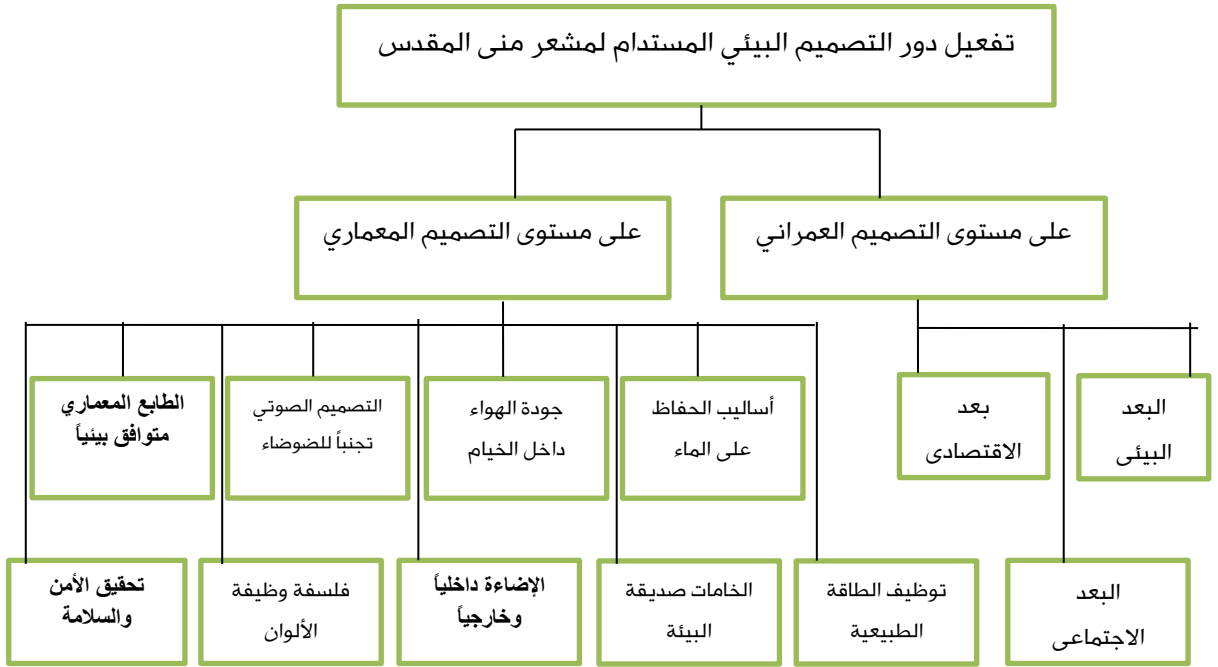 تفعيل دور التصميم البيئي المستدام لمشعر منى المقدس
على مستوى التصميم العمراني
على مستوى التصميم المعماري
البعد
البيئى
بعد
الاقتصادى
أساليب الحفاظ
على الماء
جودة الهواء
داخل الخيام
التصميم الصوتي
تجنباً للضوضاء
الطابع المعماري
متوافق بيئياً
البعد
الاجتماعى
توظيف الطاقة
الطبيعية
الخامات صديقة
البيئة
الإضاءة داخلياً
وخارجياً
فلسفة وظيفة
الألوان
تحقيق الأمن
والسلامة